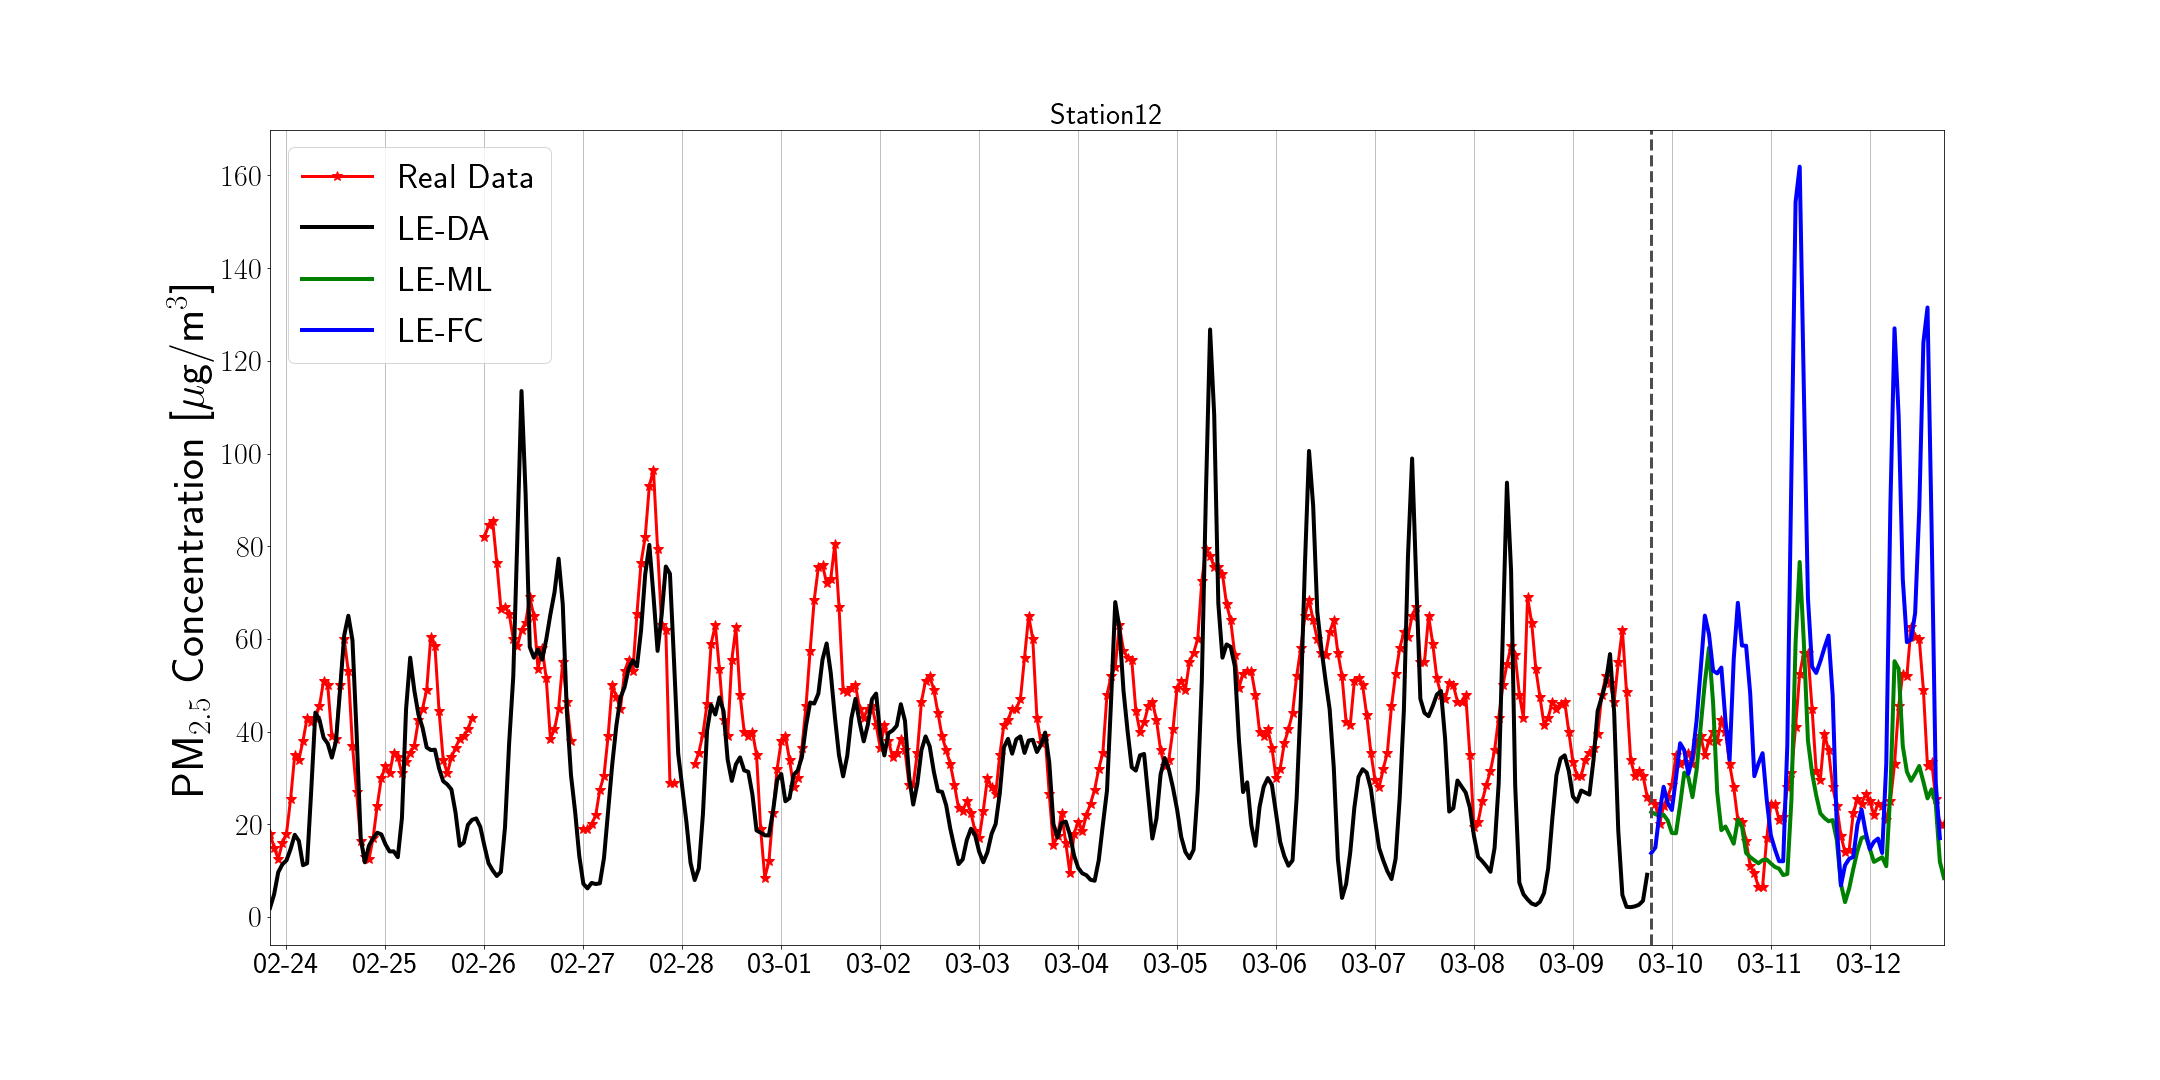 Station12
Real Data
LE-DA
LE-ML
LE-FC
PM₂.₅ Concentration [μg/m³]
160
140
120
100
80
60
40
20
0
02-24 02-25 02-26 02-27 02-28 03-01 03-02 03-03 03-04 03-05 03-06 03-07 03-08 03-09 03-10 03-11 03-12